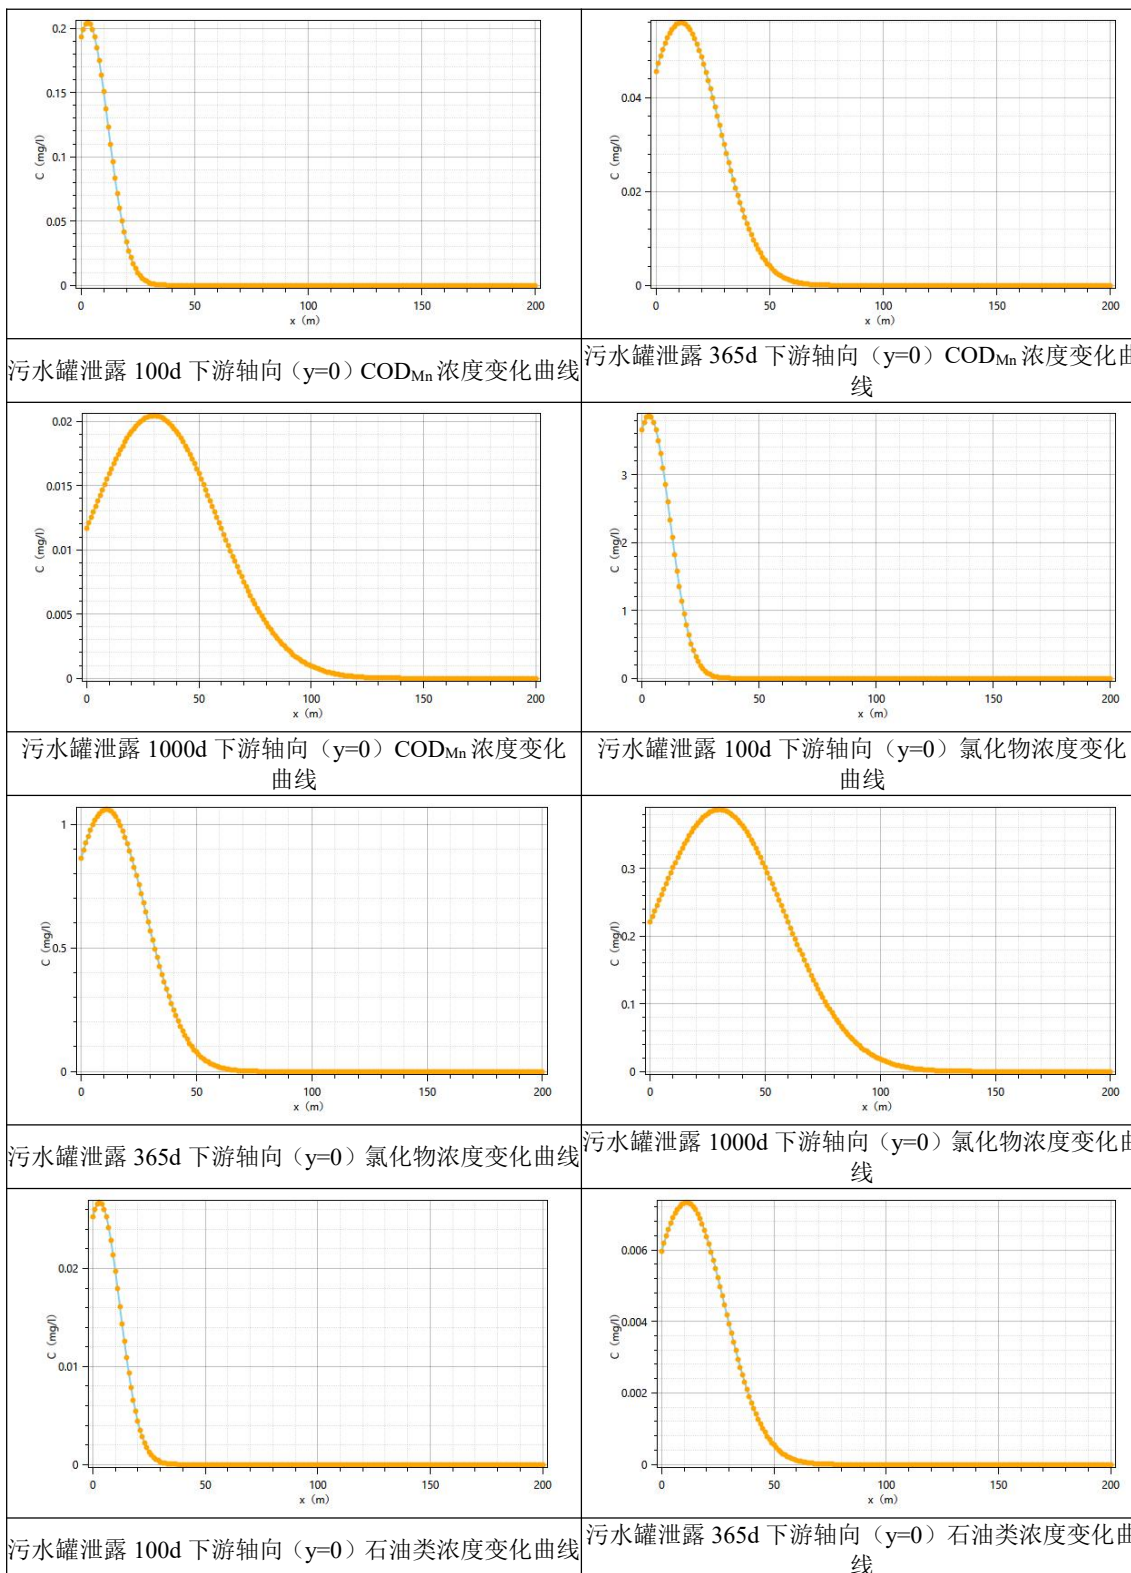 0.2
0.15
0.1
0.05
0
C（mg/l）
0
50
100
150
200
x（m）
0.04
0.02
0
C（mg/l）
0
50
100
150
200
x（m）
污水罐泄露 100d 下游轴向（y=0）CODMn 浓度变化曲线
污水罐泄露 365d 下游轴向（y=0）CODMn 浓度变化曲
线
0.02
0.015
0.01
0.005
0
C（mg/l）
0
50
100
150
200
x（m）
3
2
1
0
C（mg/l）
0
50
100
150
200
x（m）
污水罐泄露 1000d 下游轴向（y=0）CODMn 浓度变化
曲线
污水罐泄露 100d 下游轴向（y=0）氯化物浓度变化
曲线
1
0.5
0
C（mg/l）
0
50
100
150
200
x（m）
0.3
0.2
0.1
0
C（mg/l）
0
50
100
150
200
x（m）
污水罐泄露 365d 下游轴向（y=0）氯化物浓度变化曲线
污水罐泄露 1000d 下游轴向（y=0）氯化物浓度变化曲
线
0.02
0.01
0
C（mg/l）
0
50
100
150
200
x（m）
0.006
0.004
0.002
0
C（mg/l）
0
50
100
150
200
x（m）
污水罐泄露 100d 下游轴向（y=0）石油类浓度变化曲线
污水罐泄露 365d 下游轴向（y=0）石油类浓度变化曲
线